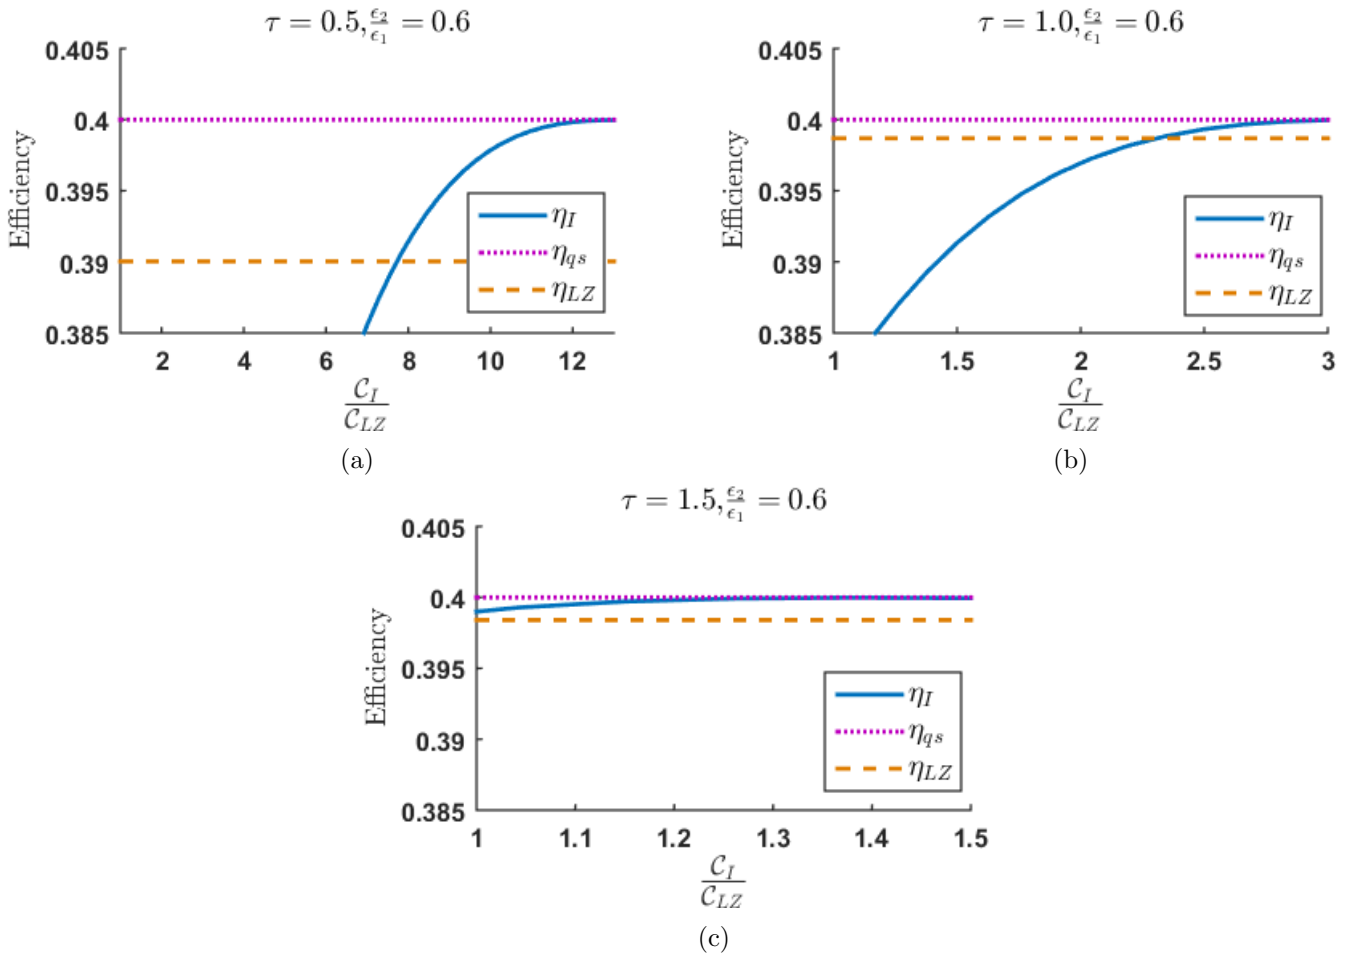 τ = 0.5, ϵ₂/ϵ₁ = 0.6
0.405
0.4
0.395
0.39
0.385
Efficiency
2 4 6 8 10 12
C_I/C_LZ
η_I
η_qs
η_LZ
(a)
τ = 1.0, ϵ₂/ϵ₁ = 0.6
0.405
0.4
0.395
0.39
0.385
Efficiency
1 1.5 2 2.5 3
C_I/C_LZ
η_I
η_qs
η_LZ
(b)
τ = 1.5, ϵ₂/ϵ₁ = 0.6
0.405
0.4
0.395
0.39
0.385
Efficiency
1 1.1 1.2 1.3 1.4 1.5
C_I/C_LZ
η_I
η_qs
η_LZ
(c)